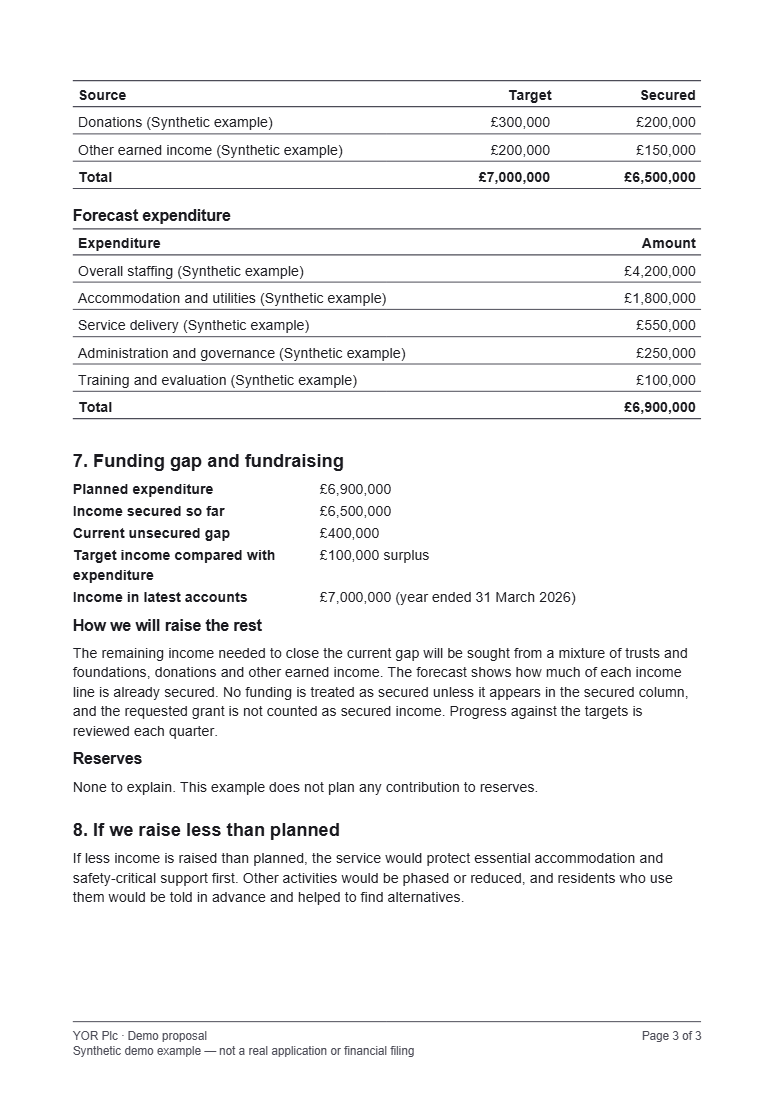 Source Target Secured
Donations (Synthetic example) £300,000 £200,000
Other earned income (Synthetic example) £200,000 £150,000
Total £7,000,000 £6,500,000
Forecast expenditure
Expenditure Amount
Overall staffing (Synthetic example) £4,200,000
Accommodation and utilities (Synthetic example) £1,800,000
Service delivery (Synthetic example) £550,000
Administration and governance (Synthetic example) £250,000
Training and evaluation (Synthetic example) £100,000
Total £6,900,000
7. Funding gap and fundraising
Planned expenditure £6,900,000
Income secured so far £6,500,000
Current unsecured gap £400,000
Target income compared with £100,000 surplus
expenditure
Income in latest accounts £7,000,000 (year ended 31 March 2026)
How we will raise the rest
The remaining income needed to close the current gap will be sought from a mixture of trusts and
foundations, donations and other earned income. The forecast shows how much of each income
line is already secured. No funding is treated as secured unless it appears in the secured column,
and the requested grant is not counted as secured income. Progress against the targets is
reviewed each quarter.
Reserves
None to explain. This example does not plan any contribution to reserves.
8. If we raise less than planned
If less income is raised than planned, the service would protect essential accommodation and
safety-critical support first. Other activities would be phased or reduced, and residents who use
them would be told in advance and helped to find alternatives.
YOR Plc · Demo proposal Page 3 of 3
Synthetic demo example — not a real application or financial filing